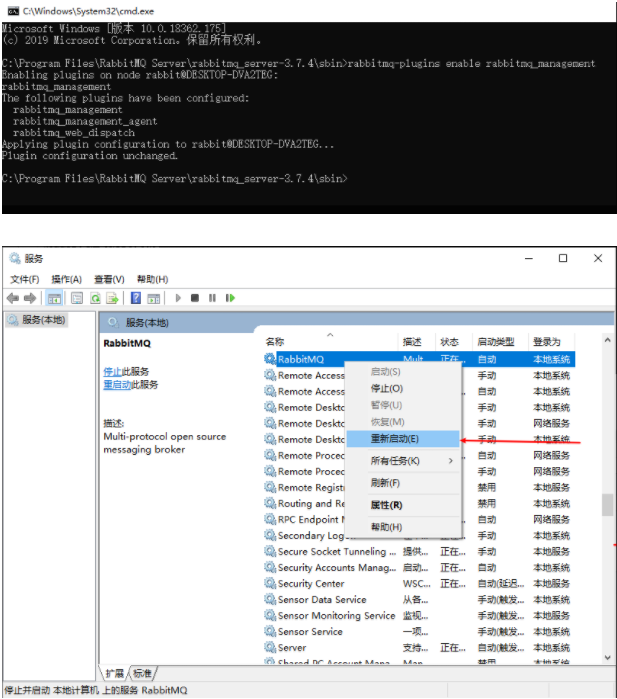 C:\Windows\System32\cmd.exe
Microsoft Windows [版本 10.0.18362.175]
(c) 2019 Microsoft Corporation。保留所有权利。
C:\Program Files\RabbitMQ Server\rabbitmq_server-3.7.4\sbin>rabbitmq-plugins enable rabbitmq_management
Enabling plugins on node rabbit@DESKTOP-DVA2TEG:
rabbitmq_management
The following plugins have been configured:
rabbitmq_management
rabbitmq_management_agent
rabbitmq_web_dispatch
Applying plugin configuration to rabbit@DESKTOP-DVA2TEG...
Plugin configuration unchanged.
C:\Program Files\RabbitMQ Server\rabbitmq_server-3.7.4\sbin>
服务
文件(F) 操作(A) 查看(V) 帮助(H)
服务(本地)
服务(本地)
RabbitMQ
停止此服务
重启动此服务
描述:
Multi-protocol open source
messaging broker
名称 描述 状态 启动类型 登录为
RabbitMQ Mult... 正在... 自动 本地系统
Remote Access 手动 本地系统
Remote Access 自动 本地系统
Remote Deskto 手动 本地系统
Remote Deskto 手动 网络服务
Remote Deskto 手动 本地系统
Remote Proced 自动 网络服务
Remote Proced 手动 网络服务
Remote Registr 禁用 本地服务
Routing and Re 禁用 本地系统
RPC Endpoint M 自动 网络服务
Secondary Log 手动 本地系统
Secure Socket Tunneling ... 提供... 正在... 手动 本地服务
Security Accounts Manag... 启动... 正在... 自动 本地系统
Security Center WSC... 正在... 自动(延迟... 本地服务
Sensor Data Service 从各... 手动(触发... 本地系统
Sensor Monitoring Service 监视... 手动(触发... 本地服务
Sensor Service 一项... 手动(触发... 本地系统
Server 支持... 正在... 自动(触发... 本地系统
Shared PC Account Mana... Man... 禁用 本地系统
启动(S)
停止(O)
暂停(U)
恢复(M)
重新启动(E)
所有任务(K)
刷新(F)
属性(R)
帮助(H)
扩展 标准
停止并启动 本地计算机 上的服务 RabbitMQ